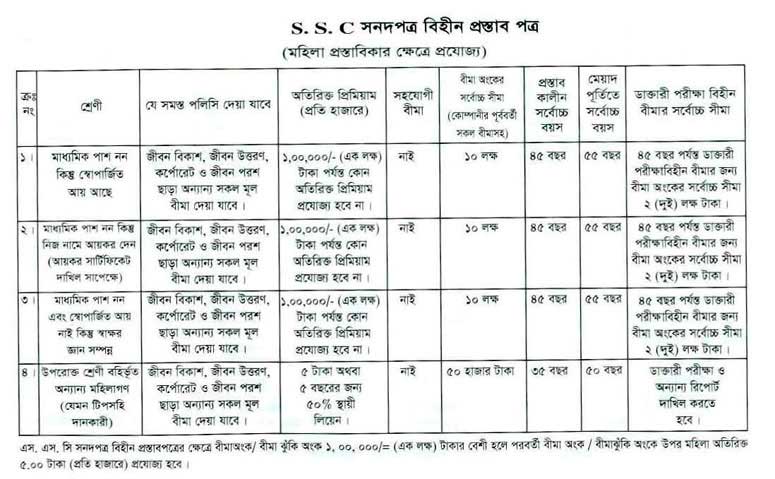 S. S. C সনদপত্র বিহীন প্রস্তাব পত্র
(মহিলা প্রস্তাবিকার ক্ষেত্রে প্রযোজ্য)
ক্রঃ নং
শ্রেণী
যে সমস্ত পলিসি দেয়া যাবে
অতিরিক্ত প্রিমিয়াম
(প্রতি হাজারে)
সহযোগী
বীমা
বীমা অংকের
সর্বোচ্চ সীমা
(কোম্পানীর পূর্ববর্তী
সকল বীমাসহ)
প্রস্তাব
কালীন
সর্বোচ্চ
বয়স
মেয়াদ
পূর্তিতে
সর্বোচ্চ
বয়স
ডাক্তারী পরীক্ষা বিহীন
বীমার সর্বোচ্চ সীমা
১।
মাধ্যমিক পাশ নন
কিন্তু স্বোপার্জিত
আয় আছে
জীবন বিকাশ, জীবন উত্তরণ,
কর্পোরেট ও জীবন পরশ
ছাড়া অন্যান্য সকল মূল
বীমা দেয়া যাবে।
১,০০,০০০/- (এক লক্ষ)
টাকা পর্যন্ত কোন
অতিরিক্ত প্রিমিয়াম
প্রযোজ্য হবে না।
নাই
১০ লক্ষ
৪৫ বছর
৫৫ বছর
৪৫ বছর পর্যন্ত ডাক্তারী
পরীক্ষাবিহীন বীমার জন্য
বীমা অংকের সর্বোচ্চ সীমা
২ (দুই) লক্ষ টাকা।
২।
মাধ্যমিক পাশ নন কিন্তু
নিজ নামে আয়কর দেন
(আয়কর সার্টিফিকেট
দাখিল সাপেক্ষে)
জীবন বিকাশ, জীবন উত্তরণ,
কর্পোরেট ও জীবন পরশ
ছাড়া অন্যান্য সকল মূল
বীমা দেয়া যাবে।
১,০০,০০০/- (এক লক্ষ)
টাকা পর্যন্ত কোন
অতিরিক্ত প্রিমিয়াম
প্রযোজ্য হবে না।
নাই
১০ লক্ষ
৪৫ বছর
৫৫ বছর
৪৫ বছর পর্যন্ত ডাক্তারী
পরীক্ষাবিহীন বীমার জন্য
বীমা অংকের সর্বোচ্চ সীমা
২ (দুই) লক্ষ টাকা।
৩।
মাধ্যমিক পাশ নন
এবং স্বোপার্জিত আয়
নাই কিন্তু স্বাক্ষর
জ্ঞান সম্পন্ন
জীবন বিকাশ, জীবন উত্তরণ,
কর্পোরেট ও জীবন পরশ
ছাড়া অন্যান্য সকল মূল
বীমা দেয়া যাবে।
১,০০,০০০/- (এক লক্ষ)
টাকা পর্যন্ত কোন
অতিরিক্ত প্রিমিয়াম
প্রযোজ্য হবে না।
নাই
১০ লক্ষ
৪৫ বছর
৫৫ বছর
৪৫ বছর পর্যন্ত ডাক্তারী
পরীক্ষাবিহীন বীমার জন্য
বীমা অংকের সর্বোচ্চ সীমা
২ (দুই) লক্ষ টাকা।
৪।
উপরোক্ত শ্রেণী বহির্ভূত
অন্যান্য মহিলাগণ
(যেমন টিপসহি
দানকারী)
জীবন বিকাশ, জীবন উত্তরণ,
কর্পোরেট ও জীবন পরশ
ছাড়া অন্যান্য সকল মূল
বীমা দেয়া যাবে।
৫ টাকা অথবা
৫ বছরের জন্য
৫০% স্থায়ী
লিয়েন।
নাই
৫০ হাজার টাকা
৩৫ বছর
৫০ বছর
ডাক্তারী পরীক্ষা ও
অন্যান্য রিপোর্ট
দাখিল করতে
হবে।
এস. এস. সি সনদপত্র বিহীন প্রস্তাবপত্রের ক্ষেত্রে বীমাঅংক/ বীমা ঝুঁকি অংক ১, ০০, ০০০/= (এক লক্ষ) টাকার বেশী হলে পরবর্তী বীমা অংক / বীমাঝুঁকি অংকে উপর মহিলা অতিরিক্ত
৫.০০ টাকা (প্রতি হাজারে) প্রযোজ্য হবে।